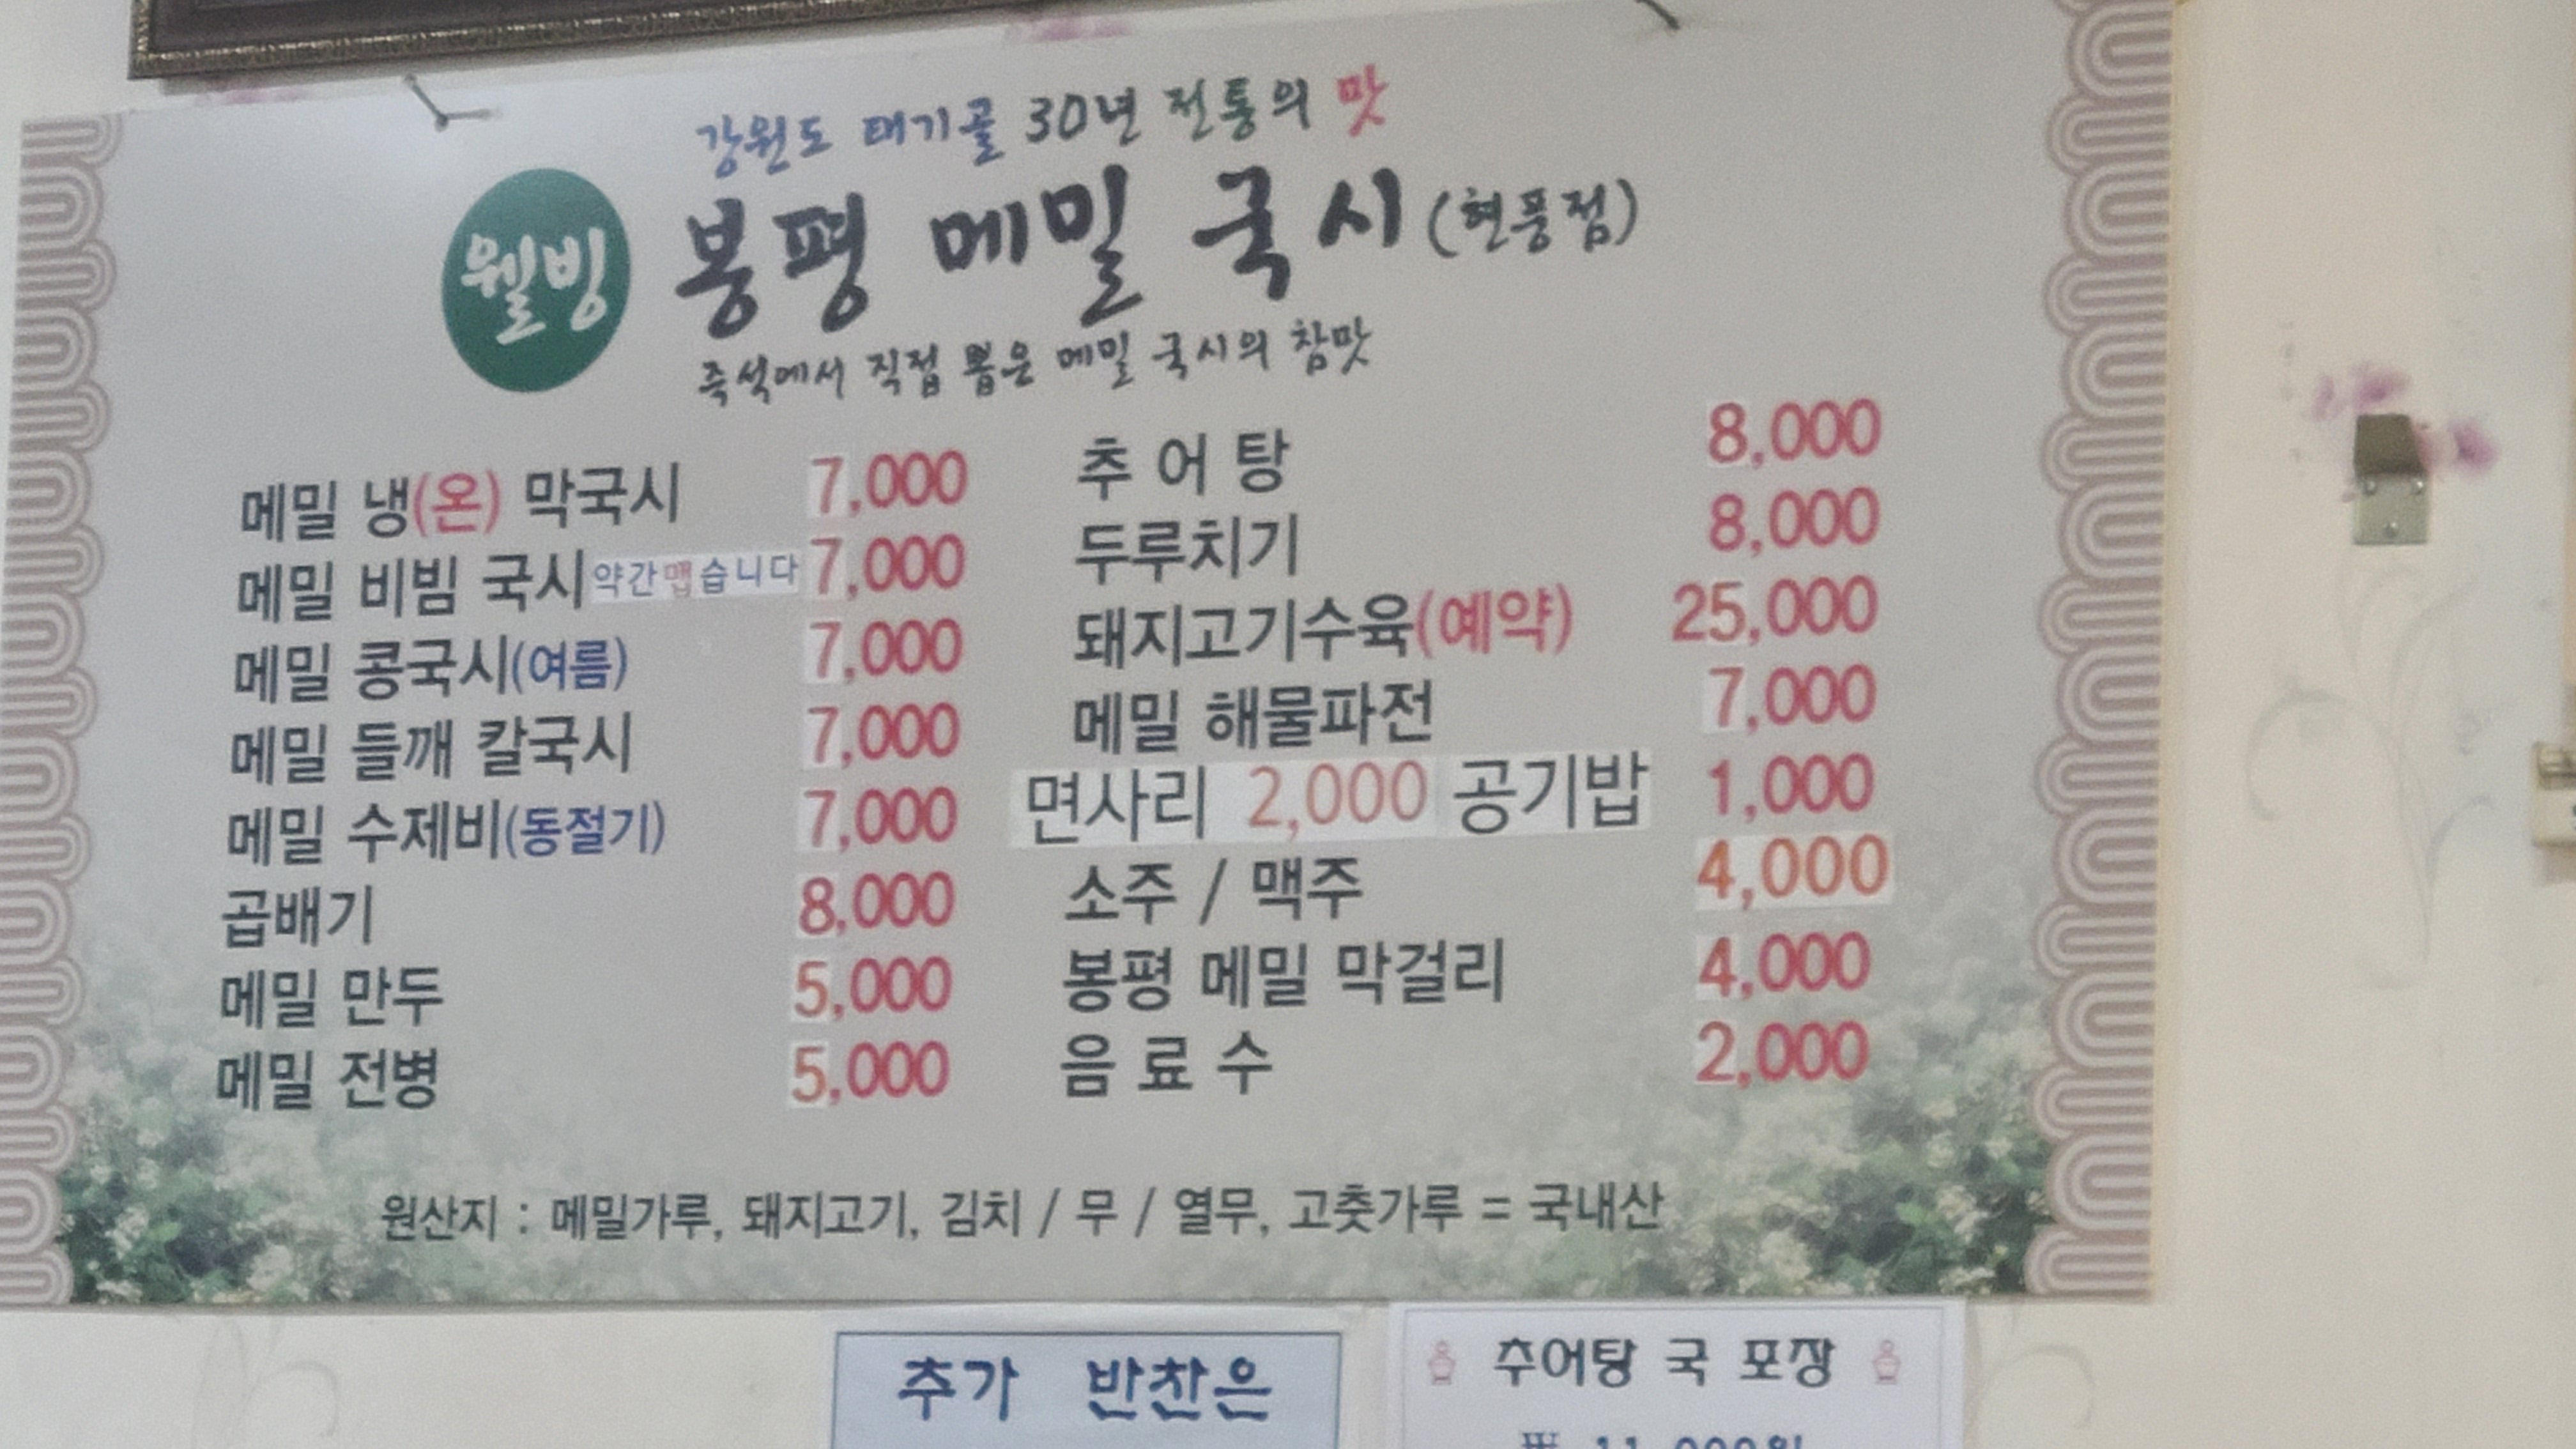 강원도 태기골 30년 전통의 맛
웰빙
봉평 메밀 국시 (현풍점)
즉석에서 직접 뽑은 메밀 국시의 참맛
메밀 냉(온) 막국시 7,000
메밀 비빔 국시 약간맵습니다 7,000
메밀 콩국시(여름) 7,000
메밀 들깨 칼국시 7,000
메밀 수제비(동절기) 7,000
곱배기 8,000
메밀 만두 5,000
메밀 전병 5,000
추 어 탕 8,000
두루치기 8,000
돼지고기수육(예약) 25,000
메밀 해물파전 7,000
면사리 2,000 공기밥 1,000
소주 / 맥주 4,000
봉평 메밀 막걸리 4,000
음 료 수 2,000
원산지 : 메밀가루, 돼지고기, 김치 / 무 / 열무, 고춧가루 = 국내산
추가 반찬은
추어탕 국 포장